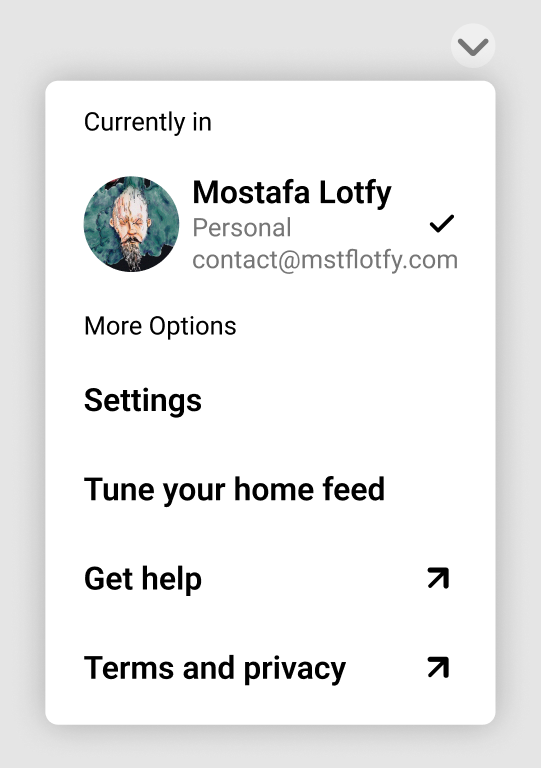 Currently in
Mostafa Lotfy
Personal
contact@mstflotfy.com
More Options
Settings
Tune your home feed
Get help
Terms and privacy